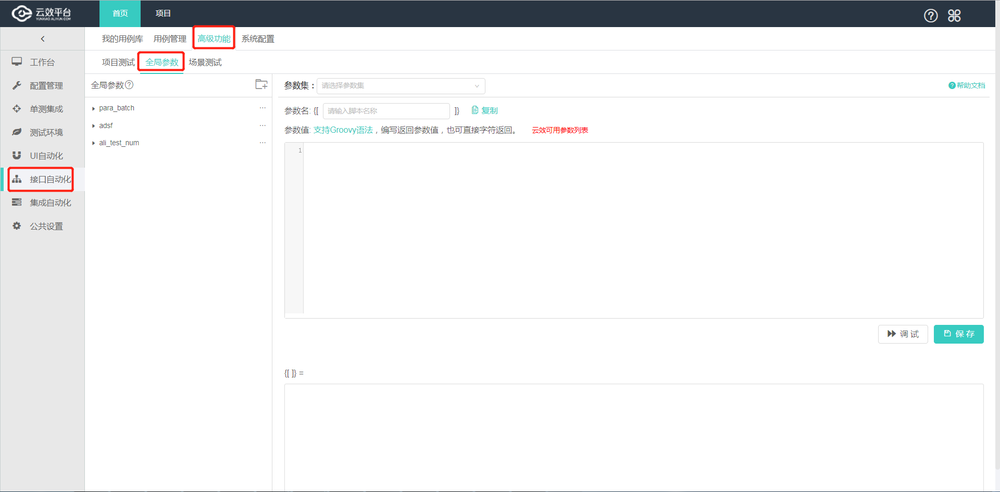 云效平台
YUNXIAO.ALIYUN.COM
首页
项目
我的用例库 用例管理 高级功能 系统配置
项目测试 全局参数 场景测试
工作台
配置管理
单测集成
测试环境
UI自动化
接口自动化
集成自动化
公共设置
全局参数
para_batch
adsf
ali_test_num
参数集： 请选择参数集
帮助文档
参数名: {[ 请输入脚本名称 ]} 复制
参数值: 支持Groovy语法，编写返回参数值，也可直接字符返回。 云效可用参数列表
1
调 试
保 存
{[ ]} =